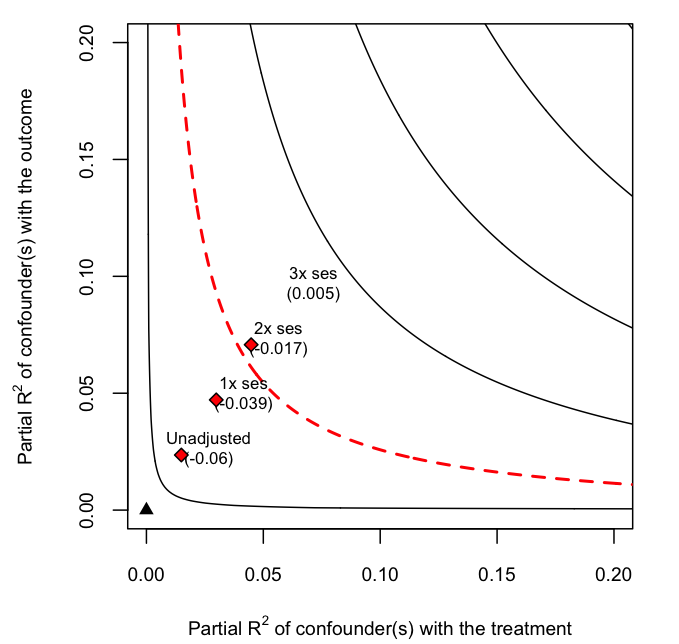 0.20
0.15
0.10
0.05
0.00
Partial R² of confounder(s) with the outcome
3x ses
(0.005)
2x ses
(-0.017)
1x ses
(-0.039)
Unadjusted
(-0.06)
0.00 0.05 0.10 0.15 0.20
Partial R² of confounder(s) with the treatment